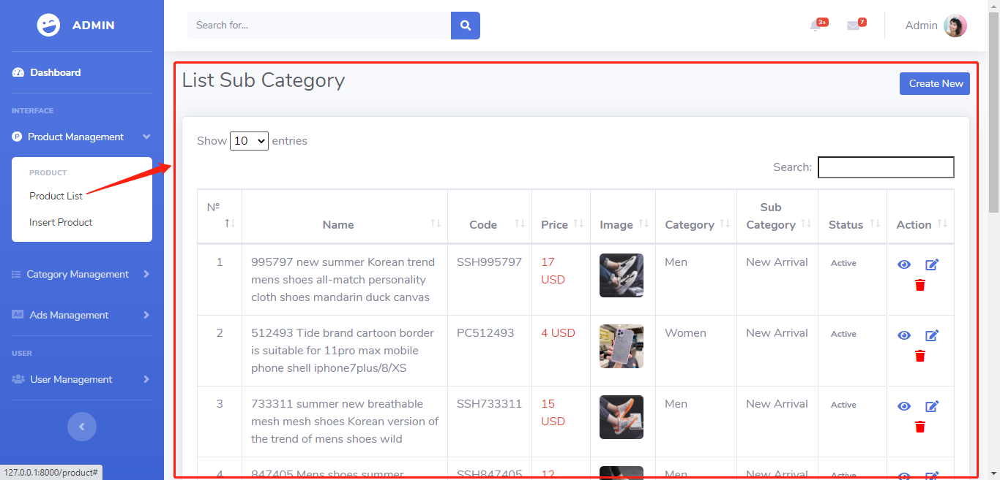 ADMIN
Search for...
3+
7
Admin
Dashboard
INTERFACE
P Product Management
PRODUCT
Product List
Insert Product
Category Management
Ad Ads Management
USER
User Management
127.0.0.1:8000/product#
List Sub Category
Create New
Show 10 entries
Search:
Nº
Name
Code
Price
Image
Category
Sub
Category
Status
Action
1
995797 new summer Korean trend
mens shoes all-match personality
cloth shoes mandarin duck canvas
SSH995797
17
USD
Men
New Arrival
Active
2
512493 Tide brand cartoon border
is suitable for 11pro max mobile
phone shell iphone7plus/8/XS
PC512493
4 USD
Women
New Arrival
Active
3
733311 summer new breathable
mesh mesh shoes Korean version of
the trend of mens shoes wild
SSH733311
15
USD
Men
New Arrival
Active
4
847405 Mens shoes summer
SSH847405
12
Men
New Arrival
Active